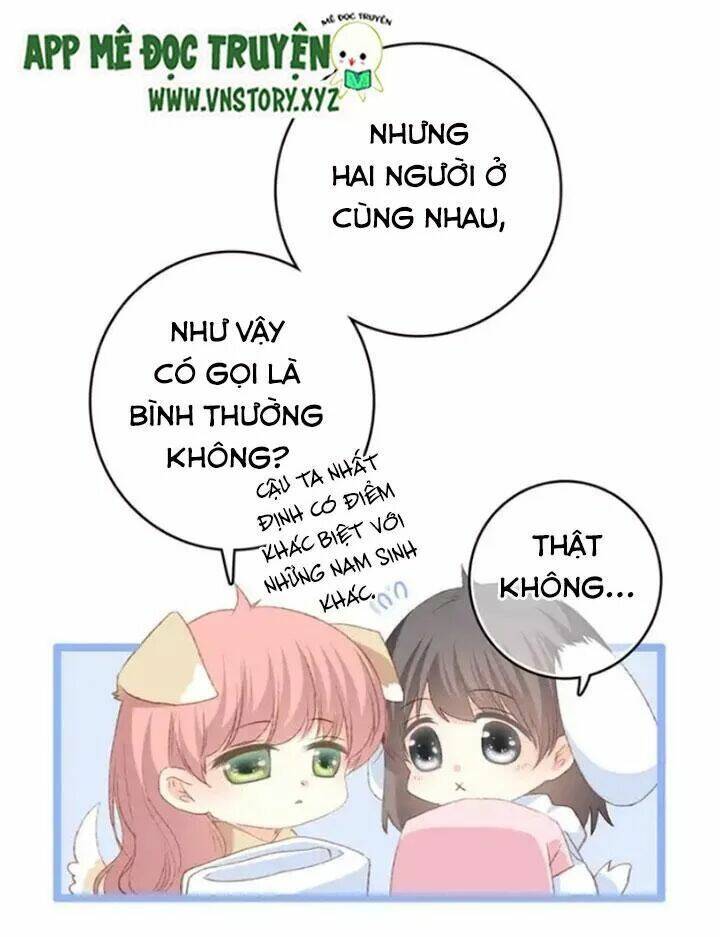 MÊ ĐỌC TRUYỆN
APP MÊ ĐỌC TRUYỆN
WWW.VNSTORY.XYZ
NHƯNG
HAI NGƯỜI Ở
CÙNG NHAU,
NHƯ VẬY
CÓ GỌI LÀ
BÌNH THƯỜNG
KHÔNG?
CẬU TA NHẤT
ĐỊNH CÓ ĐIỂM
KHÁC BIỆT VỚI
NHỮNG NAM SINH
KHÁC.
THẬT
KHÔNG...